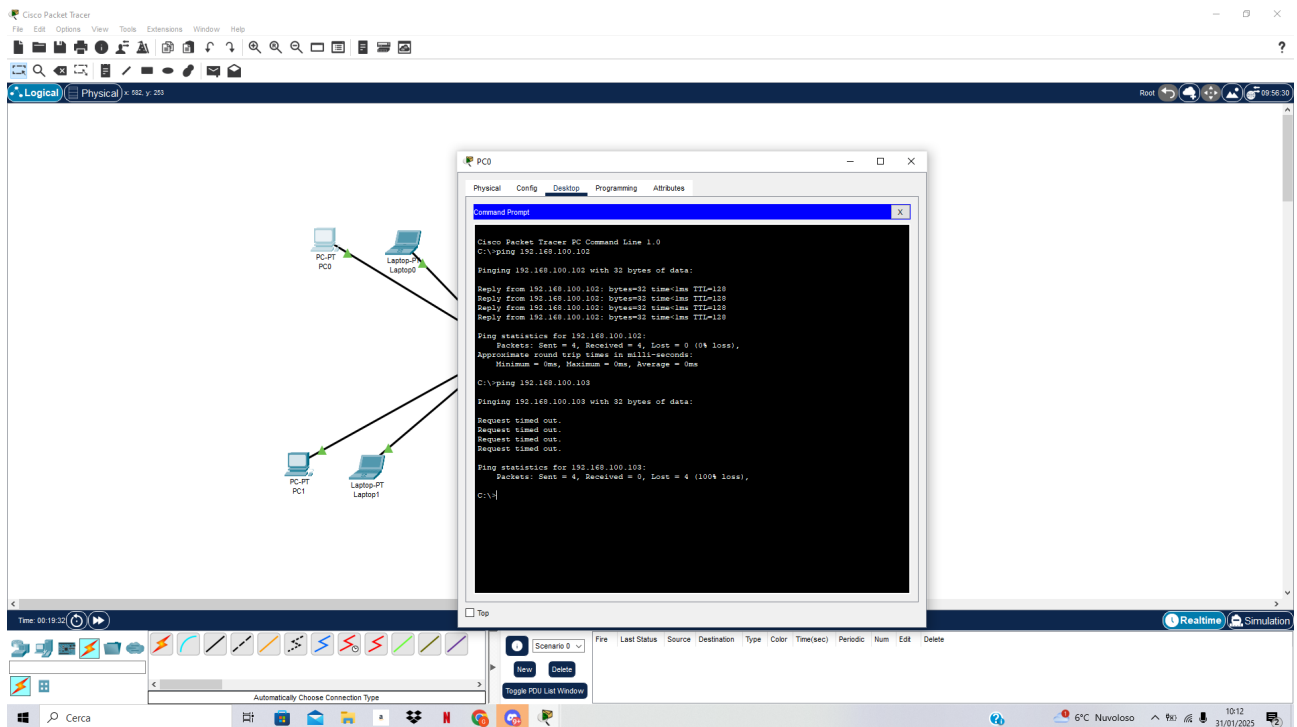 Cisco Packet Tracer
File Edit Options View Tools Extensions Window Help
?
Logical Physical x: 582, y: 253 Root 09:56:30
PC0
Physical Config Desktop Programming Attributes
Command Prompt X
Cisco Packet Tracer PC Command Line 1.0
C:\>ping 192.168.100.102
Pinging 192.168.100.102 with 32 bytes of data:
Reply from 192.168.100.102: bytes=32 time<1ms TTL=128
Reply from 192.168.100.102: bytes=32 time<1ms TTL=128
Reply from 192.168.100.102: bytes=32 time<1ms TTL=128
Reply from 192.168.100.102: bytes=32 time<1ms TTL=128
Ping statistics for 192.168.100.102:
Packets: Sent = 4, Received = 4, Lost = 0 (0% loss),
Approximate round trip times in milli-seconds:
Minimum = 0ms, Maximum = 0ms, Average = 0ms
C:\>ping 192.168.100.103
Pinging 192.168.100.103 with 32 bytes of data:
Request timed out.
Request timed out.
Request timed out.
Request timed out.
Ping statistics for 192.168.100.103:
Packets: Sent = 4, Received = 0, Lost = 4 (100% loss),
C:\>
Top
PC-PT
PC0
Laptop-PT
Laptop0
PC-PT
PC1
Laptop-PT
Laptop1
Time: 00:19:32 Realtime Simulation
Scenario 0
New Delete
Toggle PDU List Window
Fire Last Status Source Destination Type Color Time(sec) Periodic Num Edit Delete
Automatically Choose Connection Type
Cerca
6°C Nuvoloso
10:12
31/01/2025